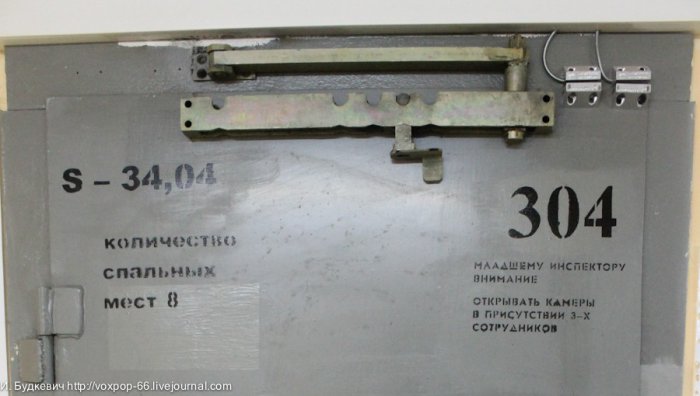 S – 34,04
количество
спальных
мест 8
304
МЛАДШЕМУ ИНСПЕКТОРУ
ВНИМАНИЕ
ОТКРЫВАТЬ КАМЕРЫ
В ПРИСУТСТВИИ 3-Х
СОТРУДНИКОВ
И. Будкевич http://voxpop-66.livejournal.com